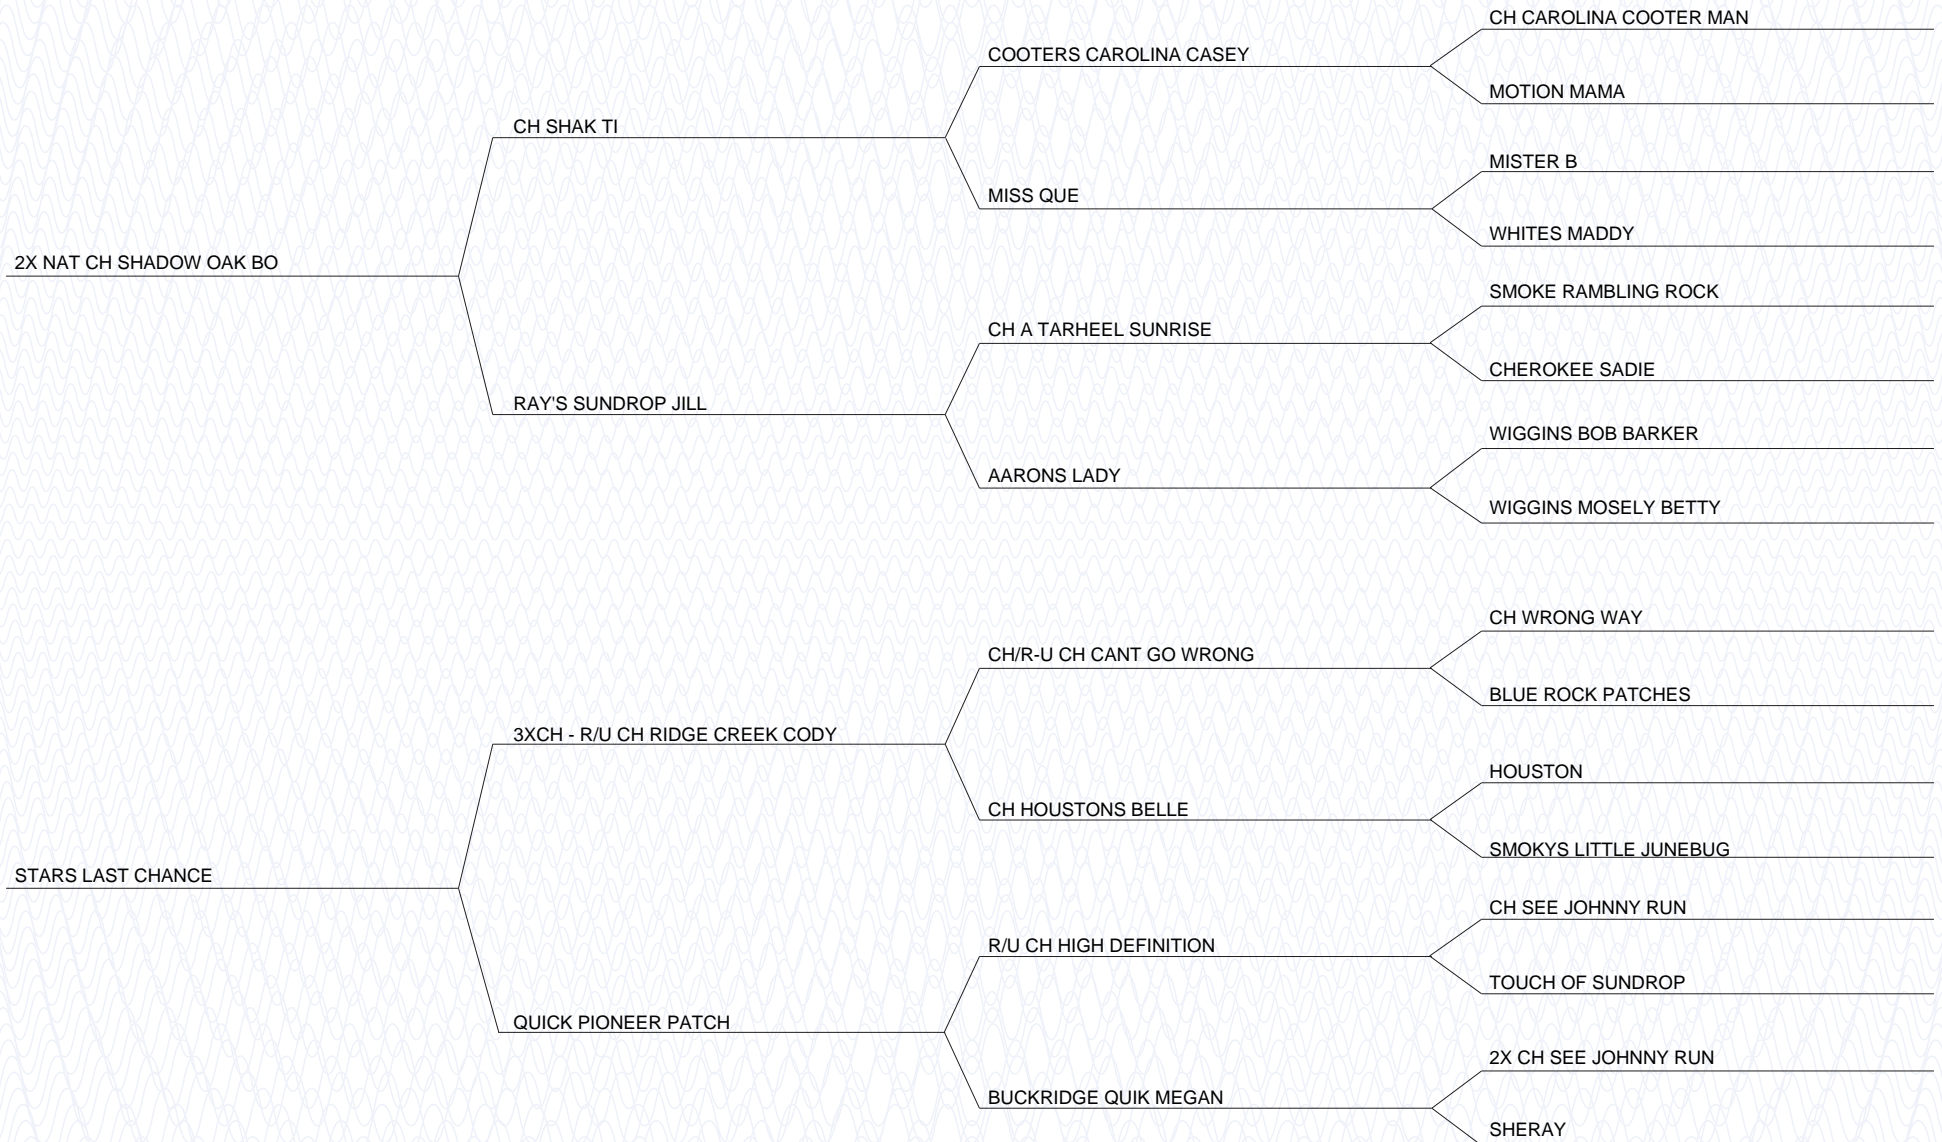 CH CAROLINA COOTER MAN
COOTERS CAROLINA CASEY
MOTION MAMA
CH SHAK TI
MISTER B
MISS QUE
WHITES MADDY
2X NAT CH SHADOW OAK BO
SMOKE RAMBLING ROCK
CH A TARHEEL SUNRISE
CHEROKEE SADIE
RAY'S SUNDROP JILL
WIGGINS BOB BARKER
AARONS LADY
WIGGINS MOSELY BETTY
CH WRONG WAY
CH/R-U CH CANT GO WRONG
BLUE ROCK PATCHES
3XCH - R/U CH RIDGE CREEK CODY
HOUSTON
CH HOUSTONS BELLE
SMOKYS LITTLE JUNEBUG
STARS LAST CHANCE
CH SEE JOHNNY RUN
R/U CH HIGH DEFINITION
TOUCH OF SUNDROP
QUICK PIONEER PATCH
2X CH SEE JOHNNY RUN
BUCKRIDGE QUIK MEGAN
SHERAY